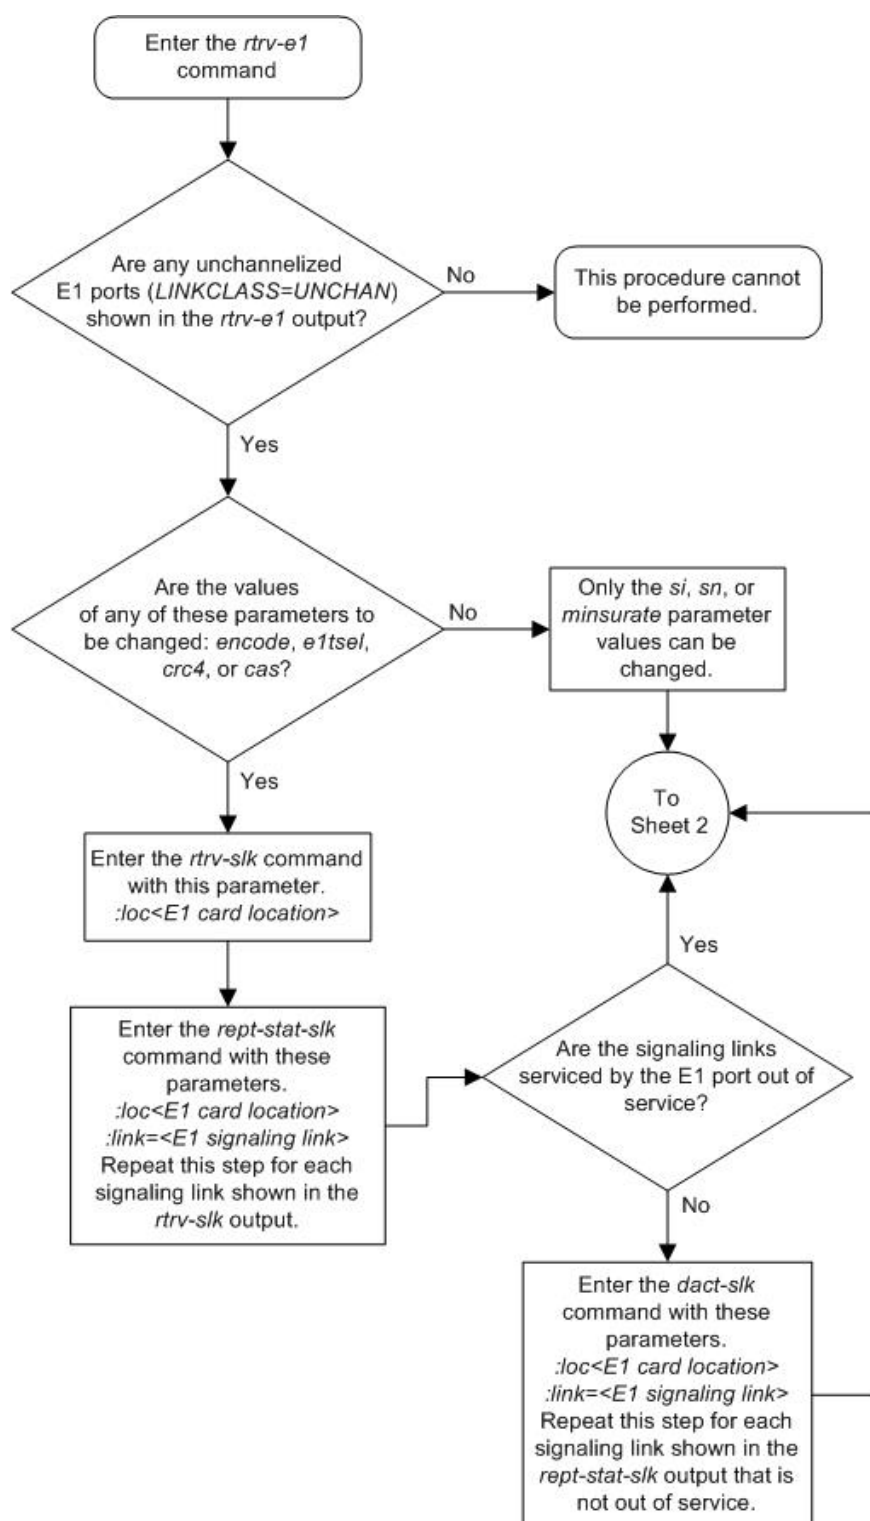 Enter the rtrv-e1
command
Are any unchannelized
E1 ports (LINKCLASS=UNCHAN)
shown in the rtrv-e1 output?
No
This procedure cannot
be performed.
Yes
Are the values
of any of these parameters to
be changed: encode, e1tsel,
crc4, or cas?
No
Only the si, sn, or
minsurate parameter
values can be
changed.
Yes
To
Sheet 2
Enter the rtrv-slk command
with this parameter.
:loc<E1 card location>
Enter the rept-stat-slk
command with these
parameters.
:loc<E1 card location>
:link=<E1 signaling link>
Repeat this step for each
signaling link shown in the
rtrv-slk output.
Yes
Are the signaling links
serviced by the E1 port out of
service?
No
Enter the dact-slk
command with these
parameters.
:loc<E1 card location>
:link=<E1 signaling link>
Repeat this step for each
signaling link shown in the
rept-stat-slk output that is
not out of service.